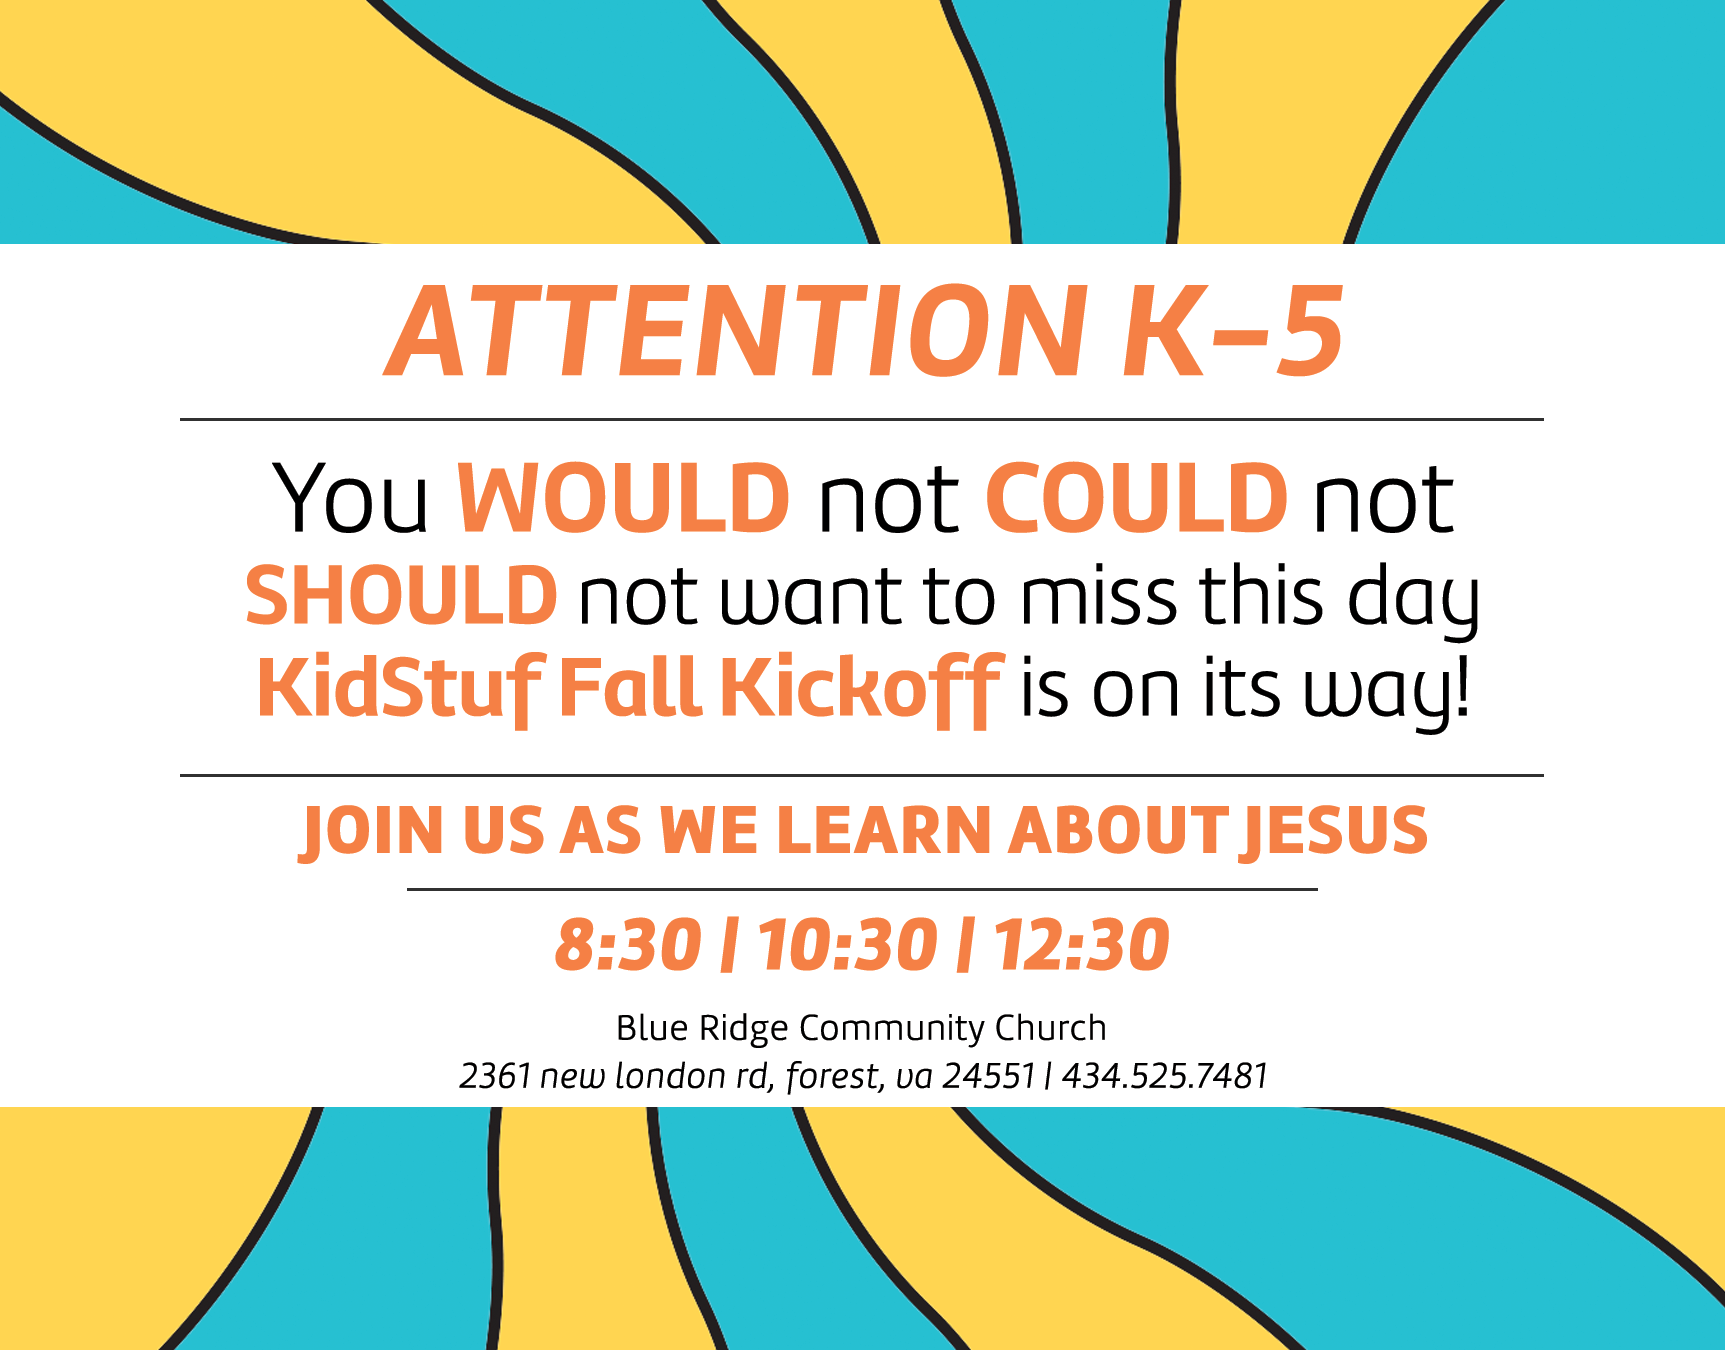 ATTENTION K-5
You WOULD not COULD not
SHOULD not want to miss this day
KidStuf Fall Kickoff is on its way!
JOIN US AS WE LEARN ABOUT JESUS
8:30 | 10:30 | 12:30
Blue Ridge Community Church
2361 new london rd, forest, va 24551 | 434.525.7481